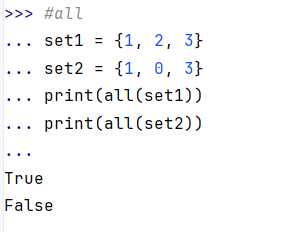 >>> #all
... set1 = {1, 2, 3}
... set2 = {1, 0, 3}
... print(all(set1))
... print(all(set2))
...
True
False